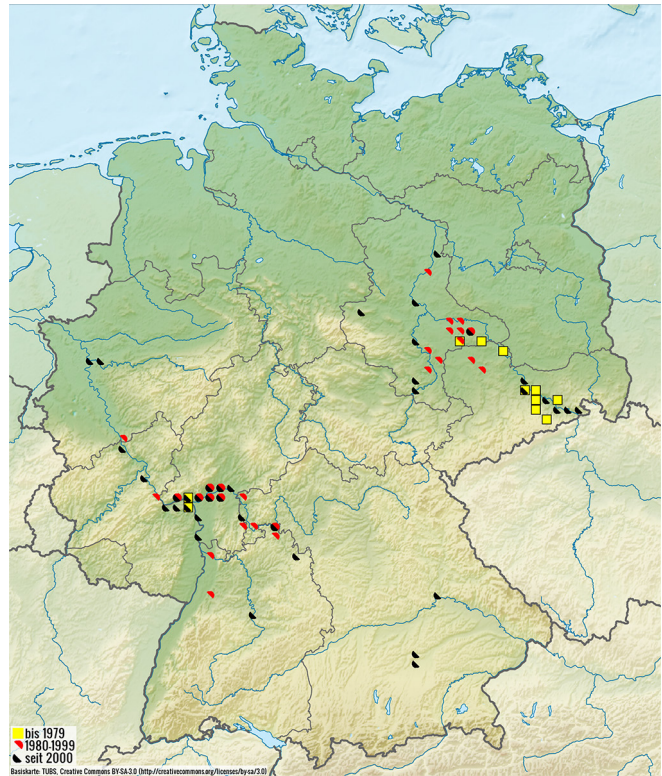 bis 1979
1980-1999
seit 2000
Basiskarte: TUBS, Creative Commons BY-SA-3.0 (http://creativecommons.org/licenses/by-sa/3.0)